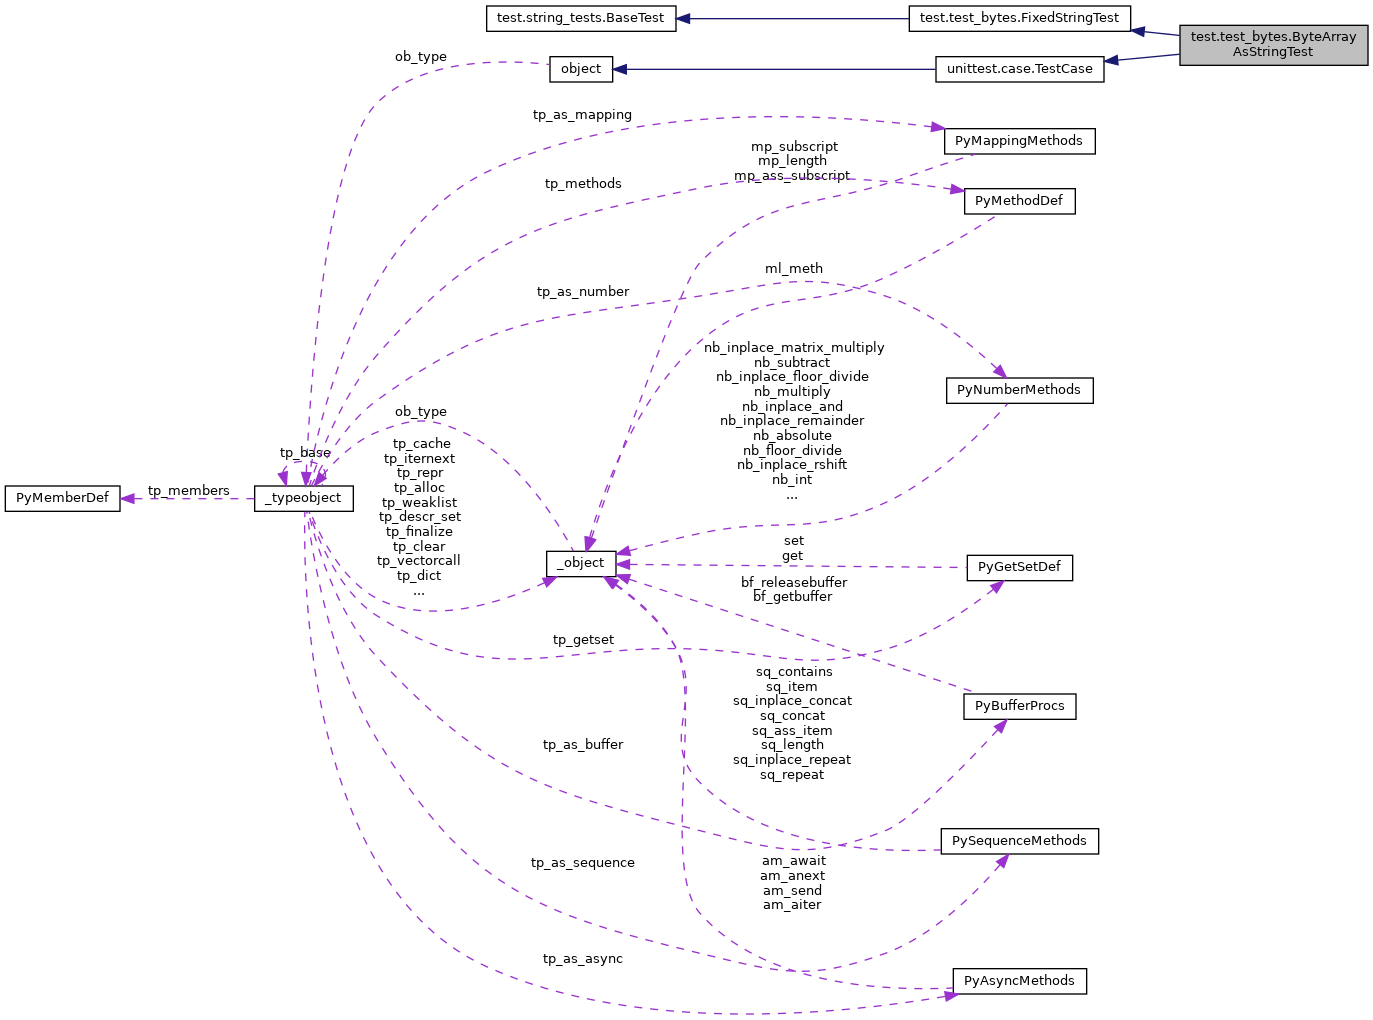 test.string_tests.BaseTest
test.test_bytes.FixedStringTest
test.test_bytes.ByteArray
AsStringTest
ob_type
object
unittest.case.TestCase
tp_as_mapping
PyMappingMethods
mp_subscript
mp_length
mp_ass_subscript
tp_methods
PyMethodDef
ml_meth
tp_as_number
nb_inplace_matrix_multiply
nb_subtract
nb_inplace_floor_divide
nb_multiply
nb_inplace_and
nb_inplace_remainder
nb_absolute
nb_floor_divide
nb_inplace_rshift
nb_int
...
PyNumberMethods
ob_type
tp_base
tp_cache
tp_iternext
tp_repr
tp_alloc
tp_weaklist
tp_descr_set
tp_finalize
tp_clear
tp_vectorcall
tp_dict
...
PyMemberDef
tp_members
_typeobject
_object
set
get
PyGetSetDef
bf_releasebuffer
bf_getbuffer
tp_getset
sq_contains
sq_item
sq_inplace_concat
sq_concat
sq_ass_item
sq_length
sq_inplace_repeat
sq_repeat
PyBufferProcs
tp_as_buffer
PySequenceMethods
tp_as_sequence
am_await
am_anext
am_send
am_aiter
tp_as_async
PyAsyncMethods